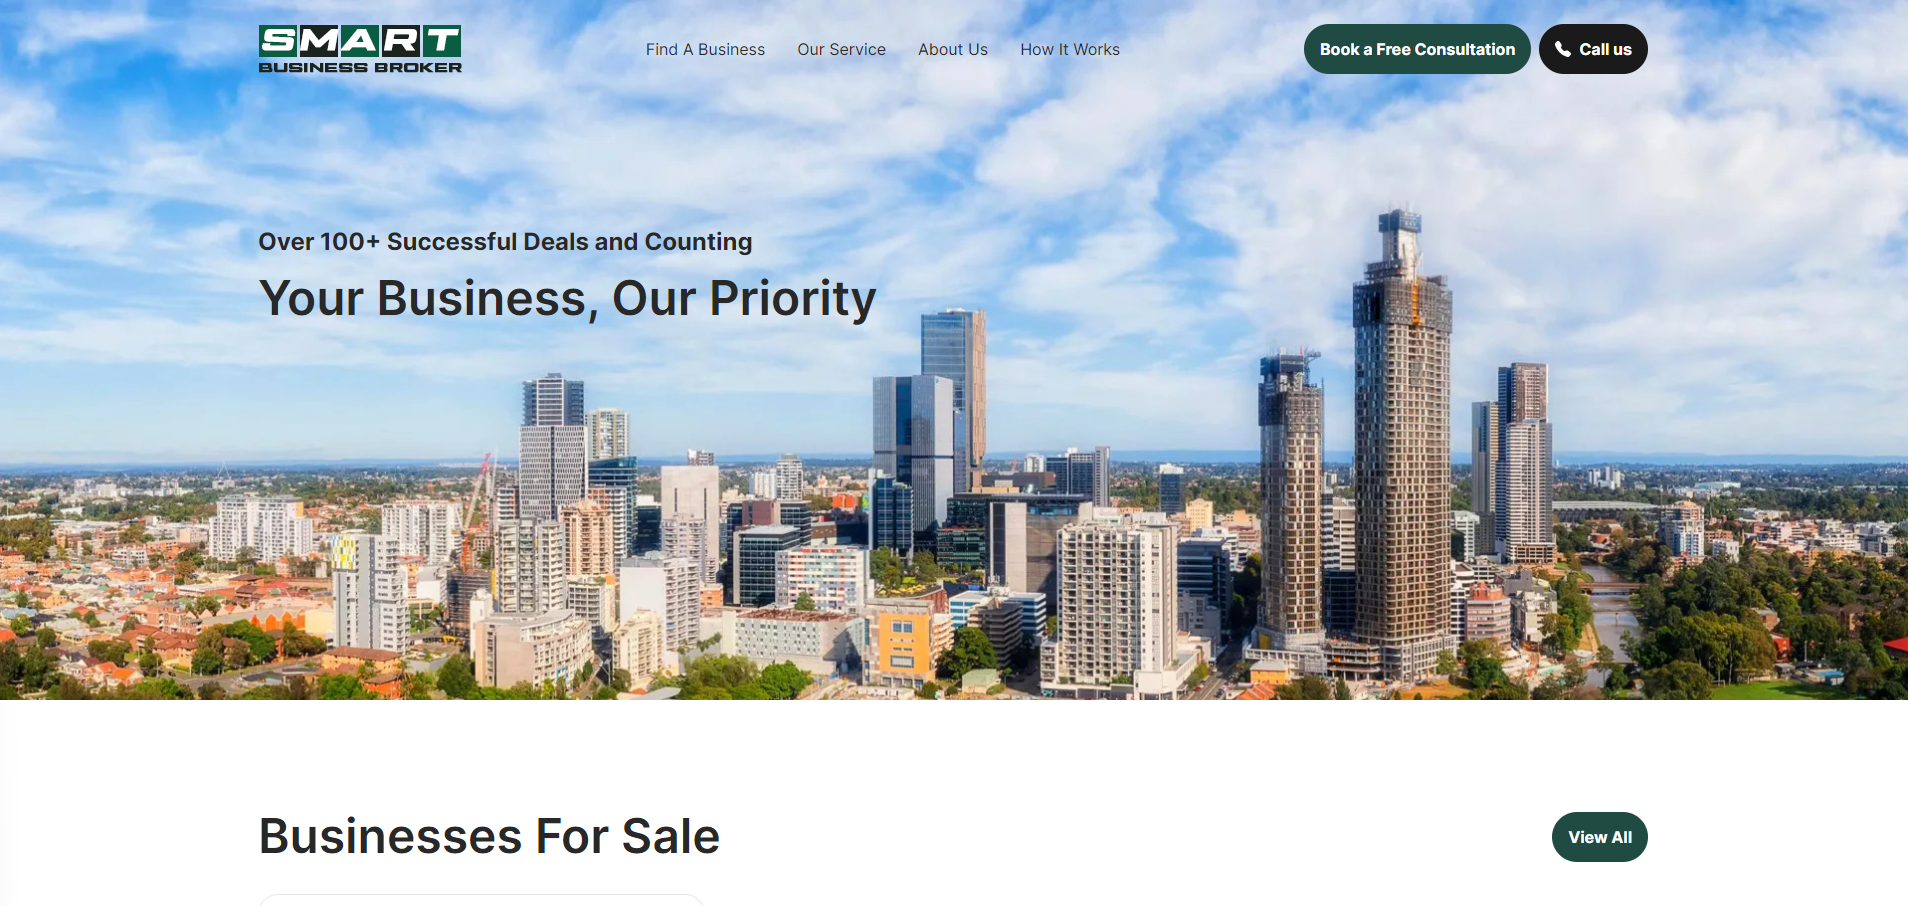 SMART
BUSINESS BROKER
Find A Business
Our Service
About Us
How It Works
Book a Free Consultation
Call us
Over 100+ Successful Deals and Counting
Your Business, Our Priority
Businesses For Sale
View All